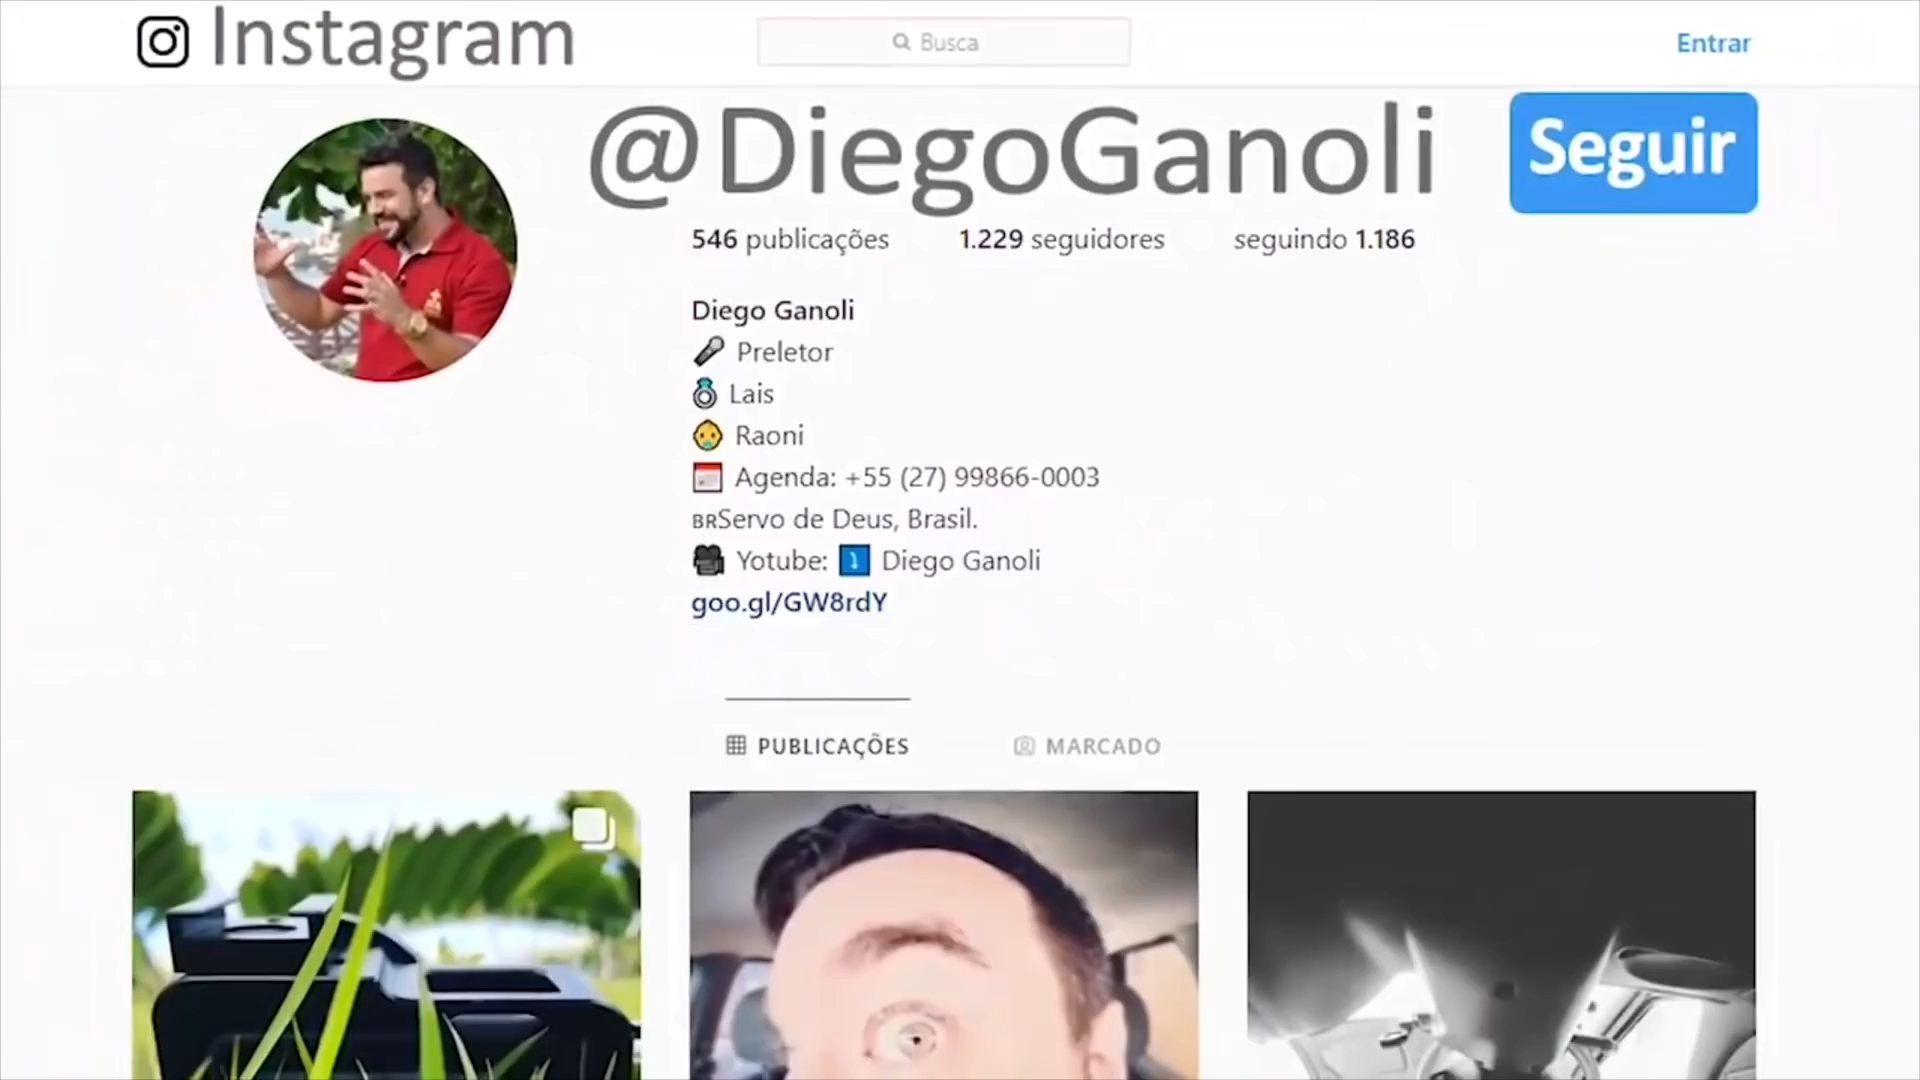 Instagram
Busca
Entrar
@DiegoGanoli
Seguir
546 publicações 1.229 seguidores seguindo 1.186
Diego Ganoli
Preletor
Lais
Raoni
Agenda: +55 (27) 99866-0003
BRServo de Deus, Brasil.
Yotube: Diego Ganoli
goo.gl/GW8rdY
PUBLICAÇÕES
MARCADO